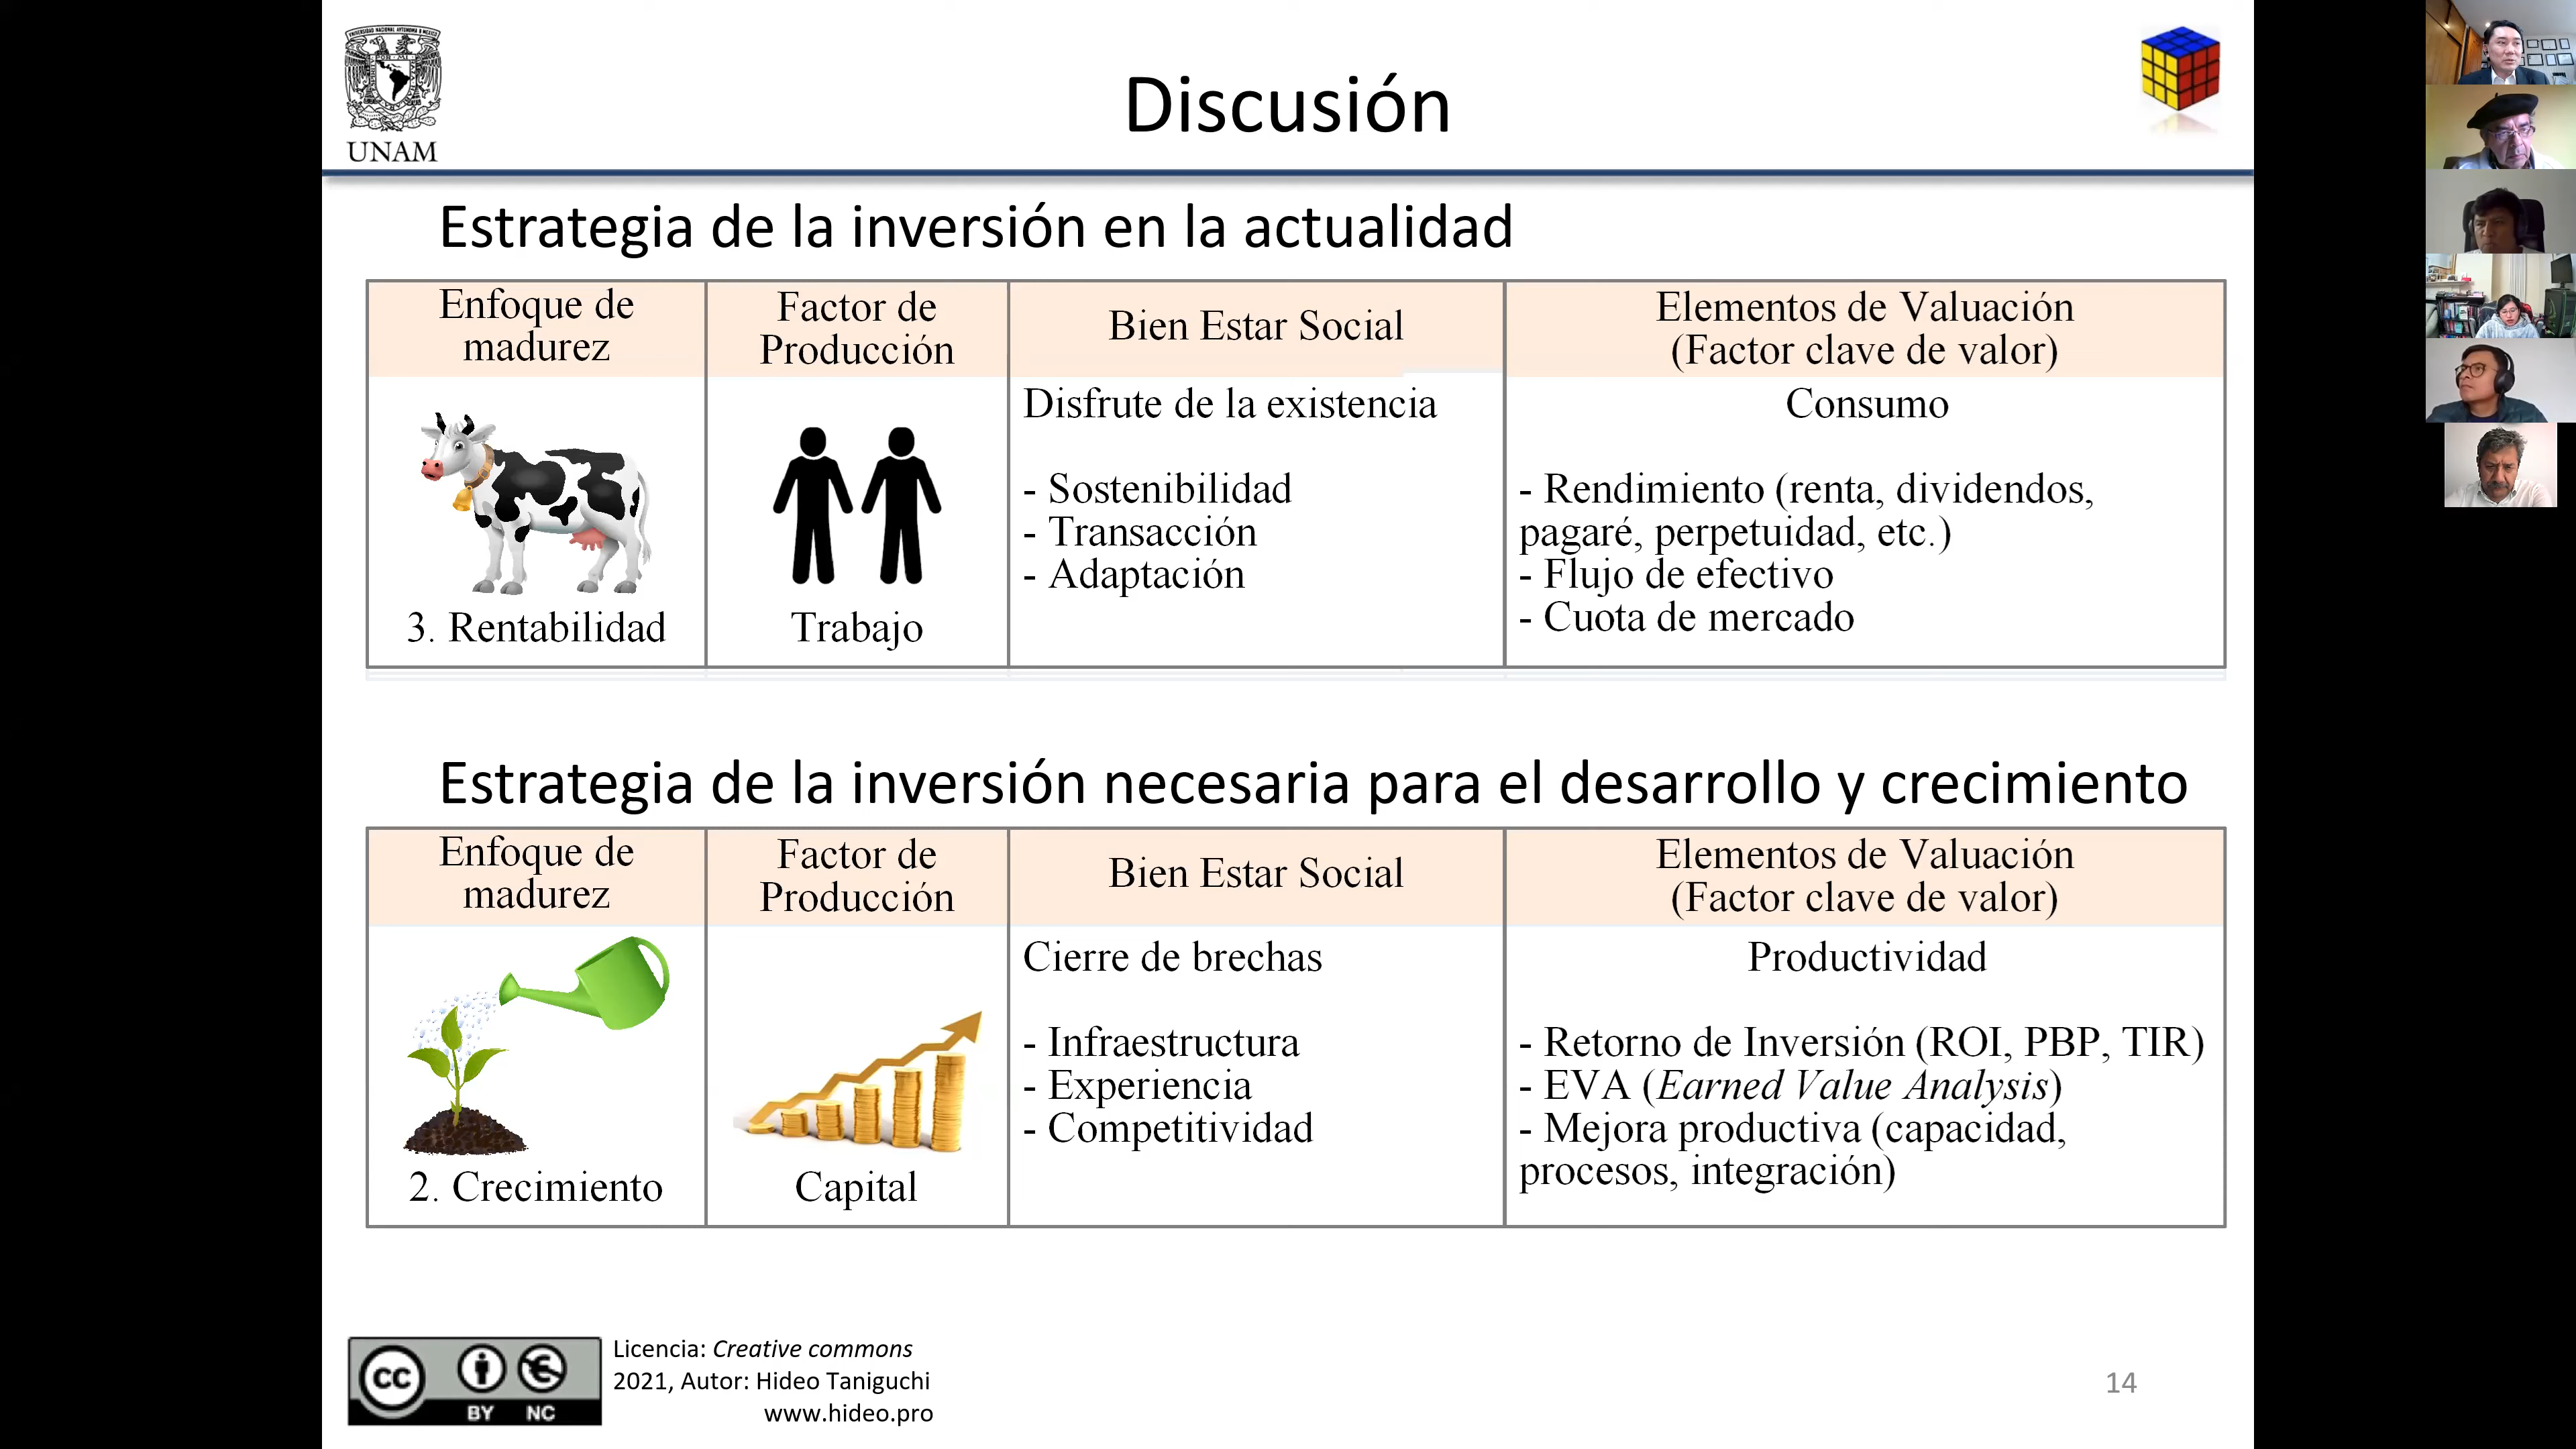 UNAM
Discusión
Estrategia de la inversión en la actualidad
Enfoque de
madurez
Factor de
Producción
Bien Estar Social
Elementos de Valuación
(Factor clave de valor)
3. Rentabilidad
Trabajo
Disfrute de la existencia
- Sostenibilidad
- Transacción
- Adaptación
Consumo
- Rendimiento (renta, dividendos,
pagaré, perpetuidad, etc.)
- Flujo de efectivo
- Cuota de mercado
Estrategia de la inversión necesaria para el desarrollo y crecimiento
Enfoque de
madurez
Factor de
Producción
Bien Estar Social
Elementos de Valuación
(Factor clave de valor)
2. Crecimiento
Capital
Cierre de brechas
- Infraestructura
- Experiencia
- Competitividad
Productividad
- Retorno de Inversión (ROI, PBP, TIR)
- EVA (Earned Value Analysis)
- Mejora productiva (capacidad,
procesos, integración)
cc
BY NC
Licencia: Creative commons
2021, Autor: Hideo Taniguchi
www.hideo.pro
14